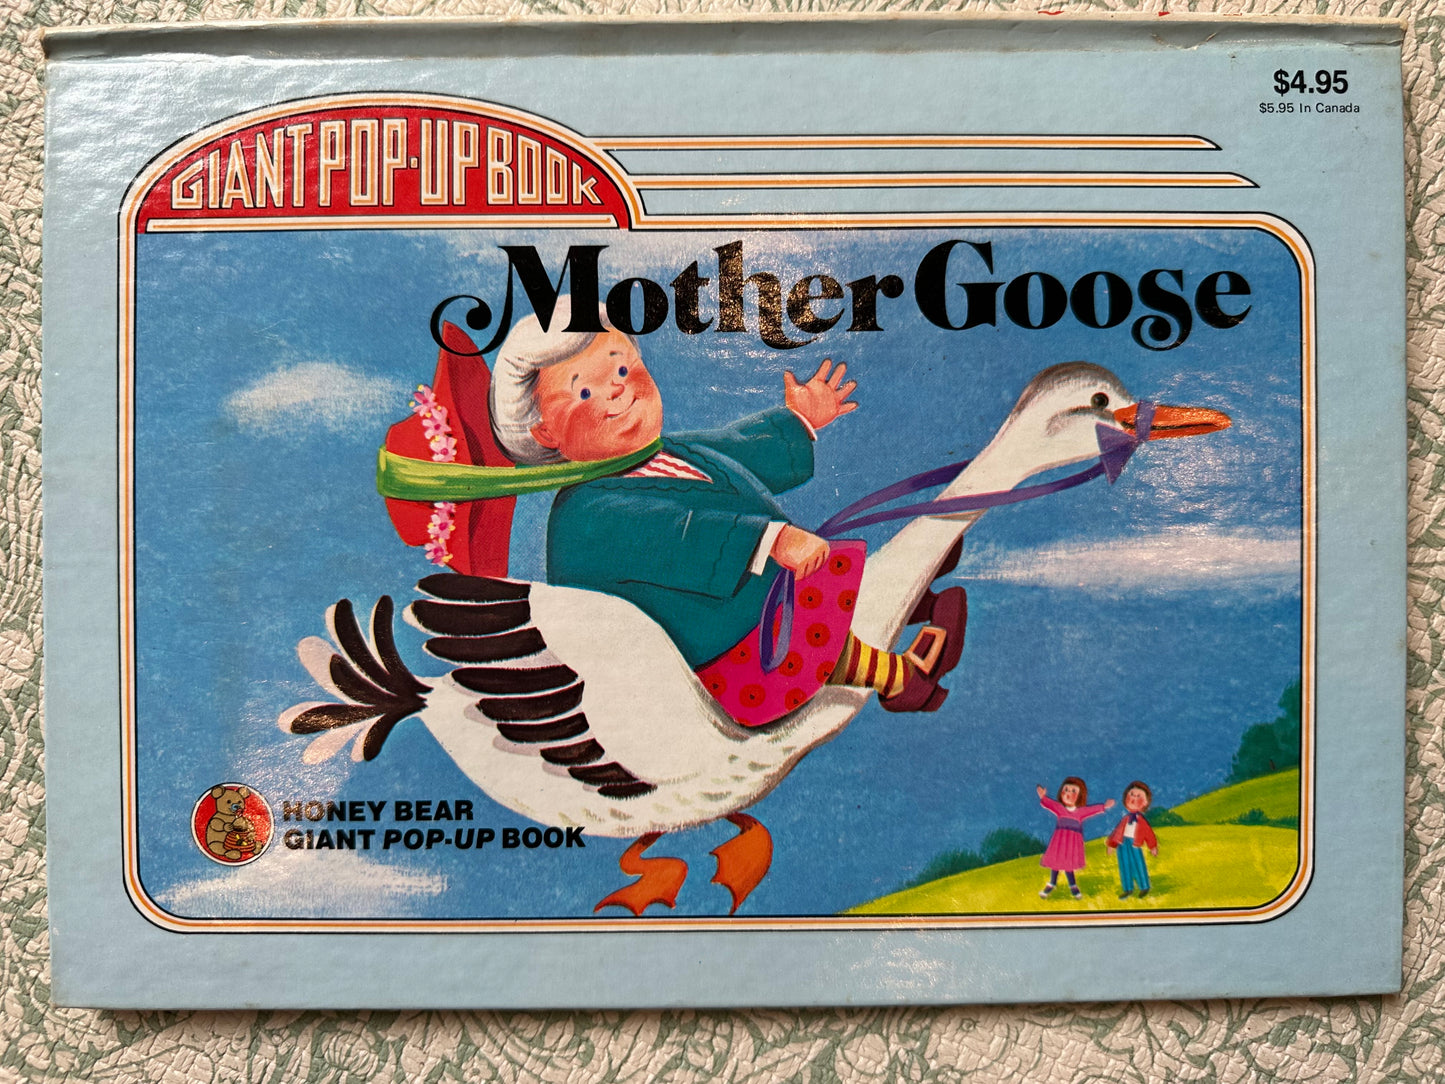 $4.95
$5.95 In Canada
GIANT POP-UP BOOK
Mother Goose
HONEY BEAR
GIANT POP-UP BOOK